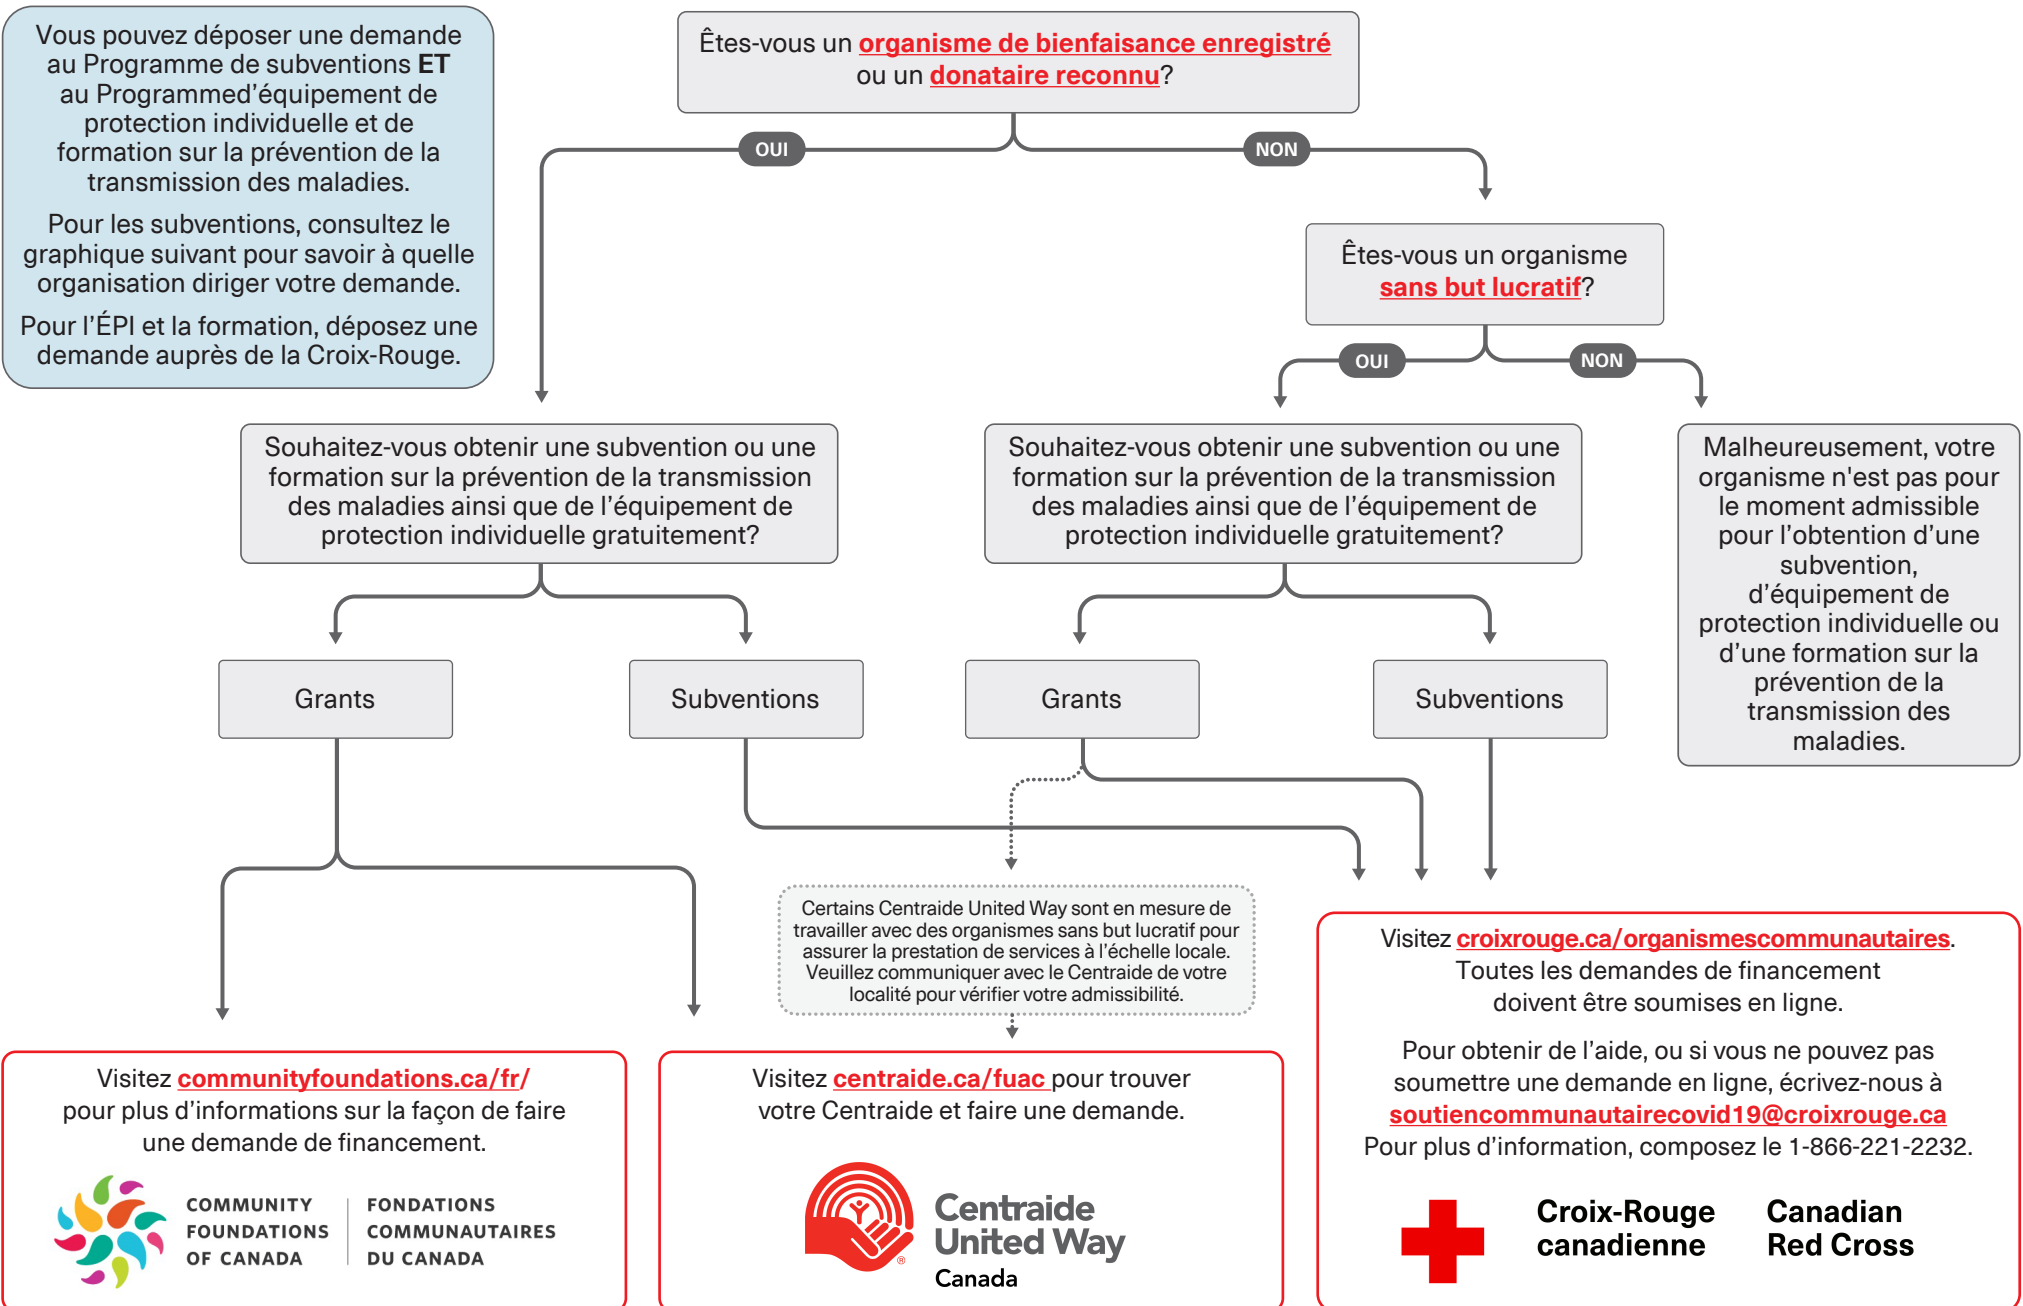 Vous pouvez déposer une demande
au Programme de subventions ET
au Programmed'équipement de
protection individuelle et de
formation sur la prévention de la
transmission des maladies.
Pour les subventions, consultez le
graphique suivant pour savoir à quelle
organisation diriger votre demande.
Pour l'ÉPI et la formation, déposez une
demande auprès de la Croix-Rouge.
Êtes-vous un organisme de bienfaisance enregistré
ou un donataire reconnu?
OUI
NON
Êtes-vous un organisme
sans but lucratif?
OUI
NON
Souhaitez-vous obtenir une subvention ou une
formation sur la prévention de la transmission
des maladies ainsi que de l'équipement de
protection individuelle gratuitement?
Souhaitez-vous obtenir une subvention ou une
formation sur la prévention de la transmission
des maladies ainsi que de l'équipement de
protection individuelle gratuitement?
Malheureusement, votre
organisme n'est pas pour
le moment admissible
pour l'obtention d'une
subvention,
d'équipement de
protection individuelle ou
d'une formation sur la
prévention de la
transmission des
maladies.
Grants
Subventions
Grants
Subventions
Certains Centraide United Way sont en mesure de
travailler avec des organismes sans but lucratif pour
assurer la prestation de services à l'échelle locale.
Veuillez communiquer avec le Centraide de votre
localité pour vérifier votre admissibilité.
Visitez communityfoundations.ca/fr/
pour plus d'informations sur la façon de faire
une demande de financement.
COMMUNITY
FOUNDATIONS
OF CANADA
FONDATIONS
COMMUNAUTAIRES
DU CANADA
Visitez centraide.ca/fuac pour trouver
votre Centraide et faire une demande.
Centraide
United Way
Canada
®
Visitez croixrouge.ca/organismescommunautaires.
Toutes les demandes de financement
doivent être soumises en ligne.
Pour obtenir de l'aide, ou si vous ne pouvez pas
soumettre une demande en ligne, écrivez-nous à
soutiencommunautairecovid19@croixrouge.ca
Pour plus d'information, composez le 1-866-221-2232.
Croix-Rouge
canadienne
Canadian
Red Cross